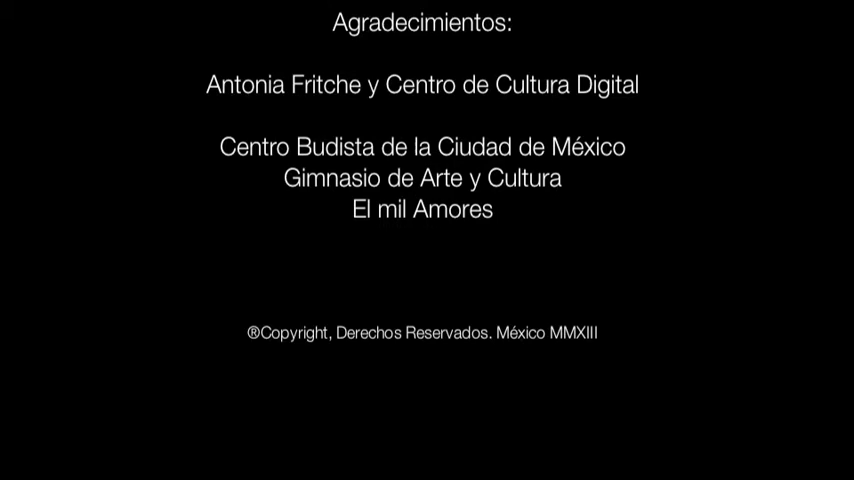 Agradecimientos:
Antonia Fritche y Centro de Cultura Digital
Centro Budista de la Ciudad de México
Gimnasio de Arte y Cultura
El mil Amores
®Copyright, Derechos Reservados. México MMXIII